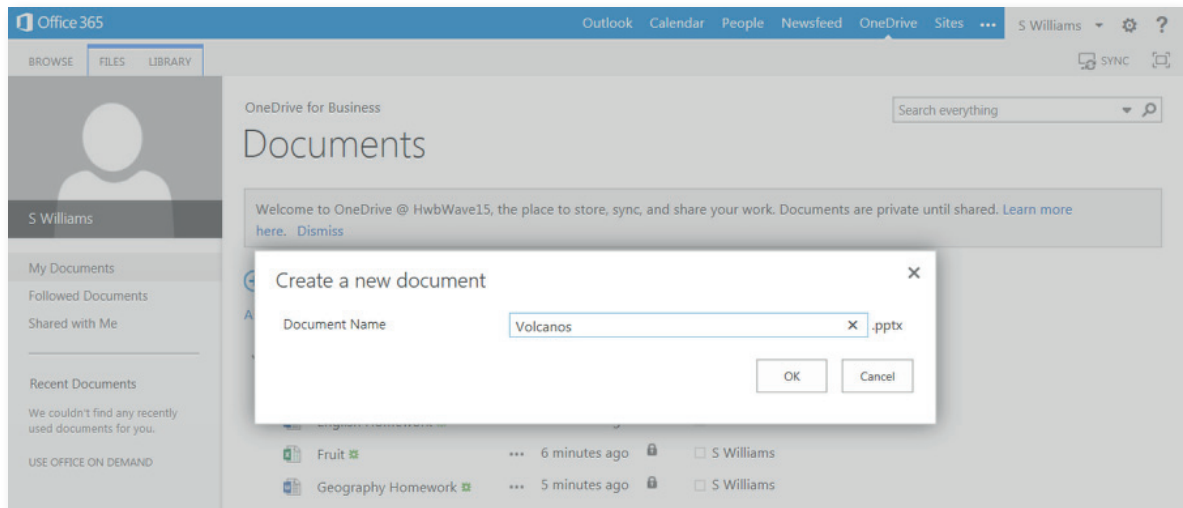 Office 365 Outlook Calendar People Newsfeed OneDrive Sites ••• S Williams ?
BROWSE FILES LIBRARY SYNC
OneDrive for Business
Search everything
Documents
S Williams
Welcome to OneDrive @ HwbWave15, the place to store, sync, and share your work. Documents are private until shared. Learn more
here. Dismiss
My Documents
Followed Documents
Shared with Me
Create a new document
Document Name Volcanos .pptx
OK Cancel
Recent Documents
We couldn't find any recently
used documents for you.
USE OFFICE ON DEMAND
Fruit ••• 6 minutes ago S Williams
Geography Homework ••• 5 minutes ago S Williams